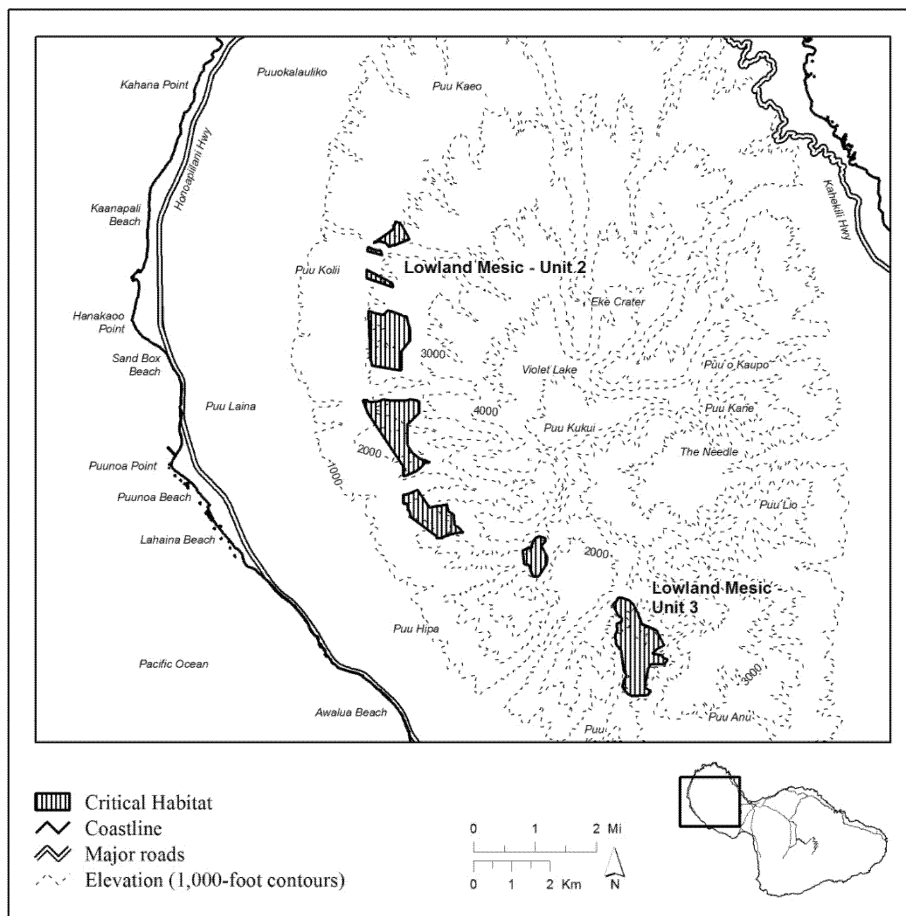 Kahana Point
Puuokalauliko
Puu Kaeo
Honoapiilani Hwy
Kahekili Hwy
Kaanapali
Beach
Puu Kolii
Lowland Mesic - Unit 2
Eke Crater
Hanakaoo
Point
3000
Sand Box
Beach
Violet Lake
Puu o Kaupo
Puu Laina
4000
Puu Kane
Puu Kukui
2000
The Needle
Puunoa Point
1000
Puunoa Beach
Puu Lio
Lahaina Beach
2000
Lowland Mesic
Unit 3
Puu Hipa
Pacific Ocean
3000
Awalua Beach
Puu Anu
Puu
Critical Habitat
Coastline
Major roads
Elevation (1,000-foot contours)
0 1 2 Mi
0 1 2 Km
N